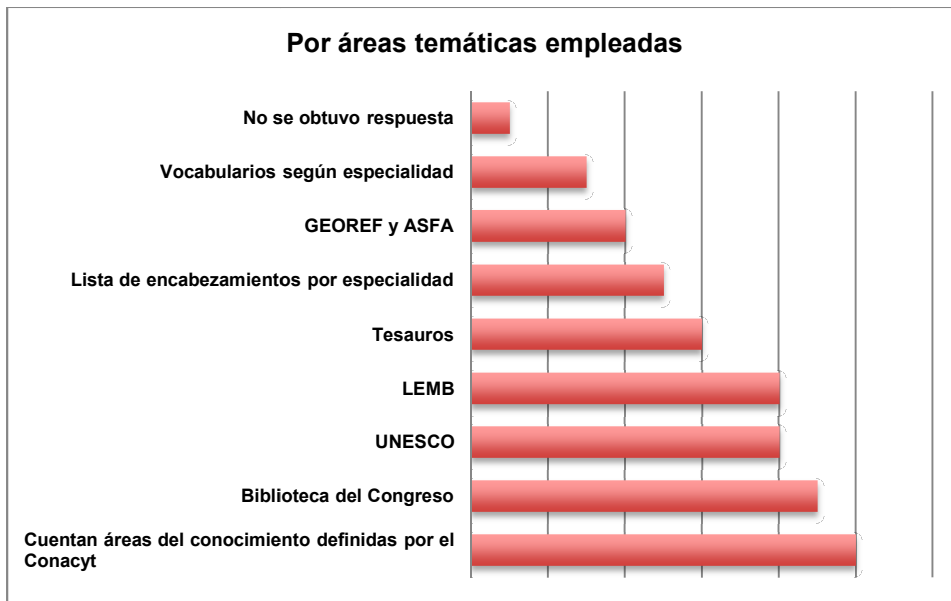 Por áreas temáticas empleadas
No se obtuvo respuesta
Vocabularios según especialidad
GEOREF y ASFA
Lista de encabezamientos por especialidad
Tesauros
LEMB
UNESCO
Biblioteca del Congreso
Cuentan áreas del conocimiento definidas por el
Conacyt